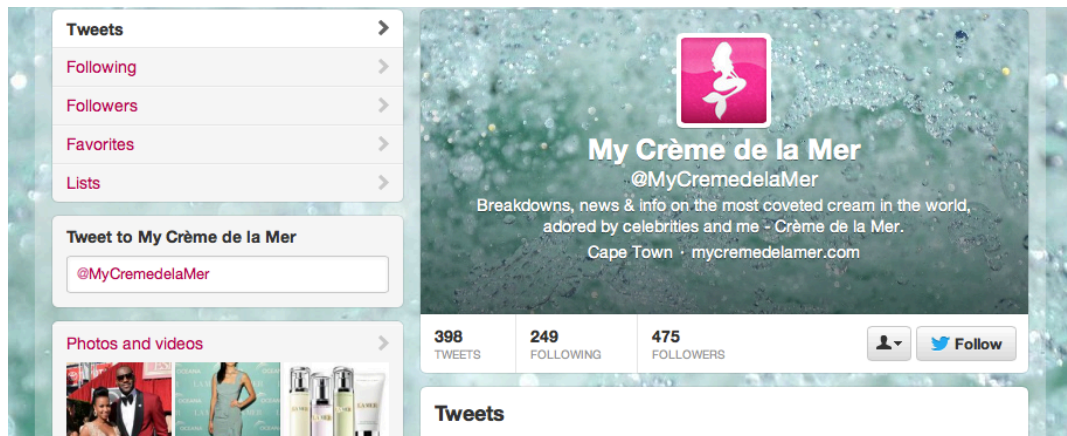 Tweets
Following
Followers
Favorites
Lists
Tweet to My Crème de la Mer
@MyCremedelaMer
Photos and videos
LA MER
My Crème de la Mer
@MyCremedelaMer
Breakdowns, news & info on the most coveted cream in the world,
adored by celebrities and me - Crème de la Mer.
Cape Town · mycremedelamer.com
398
TWEETS
249
FOLLOWING
475
FOLLOWERS
Follow
Tweets